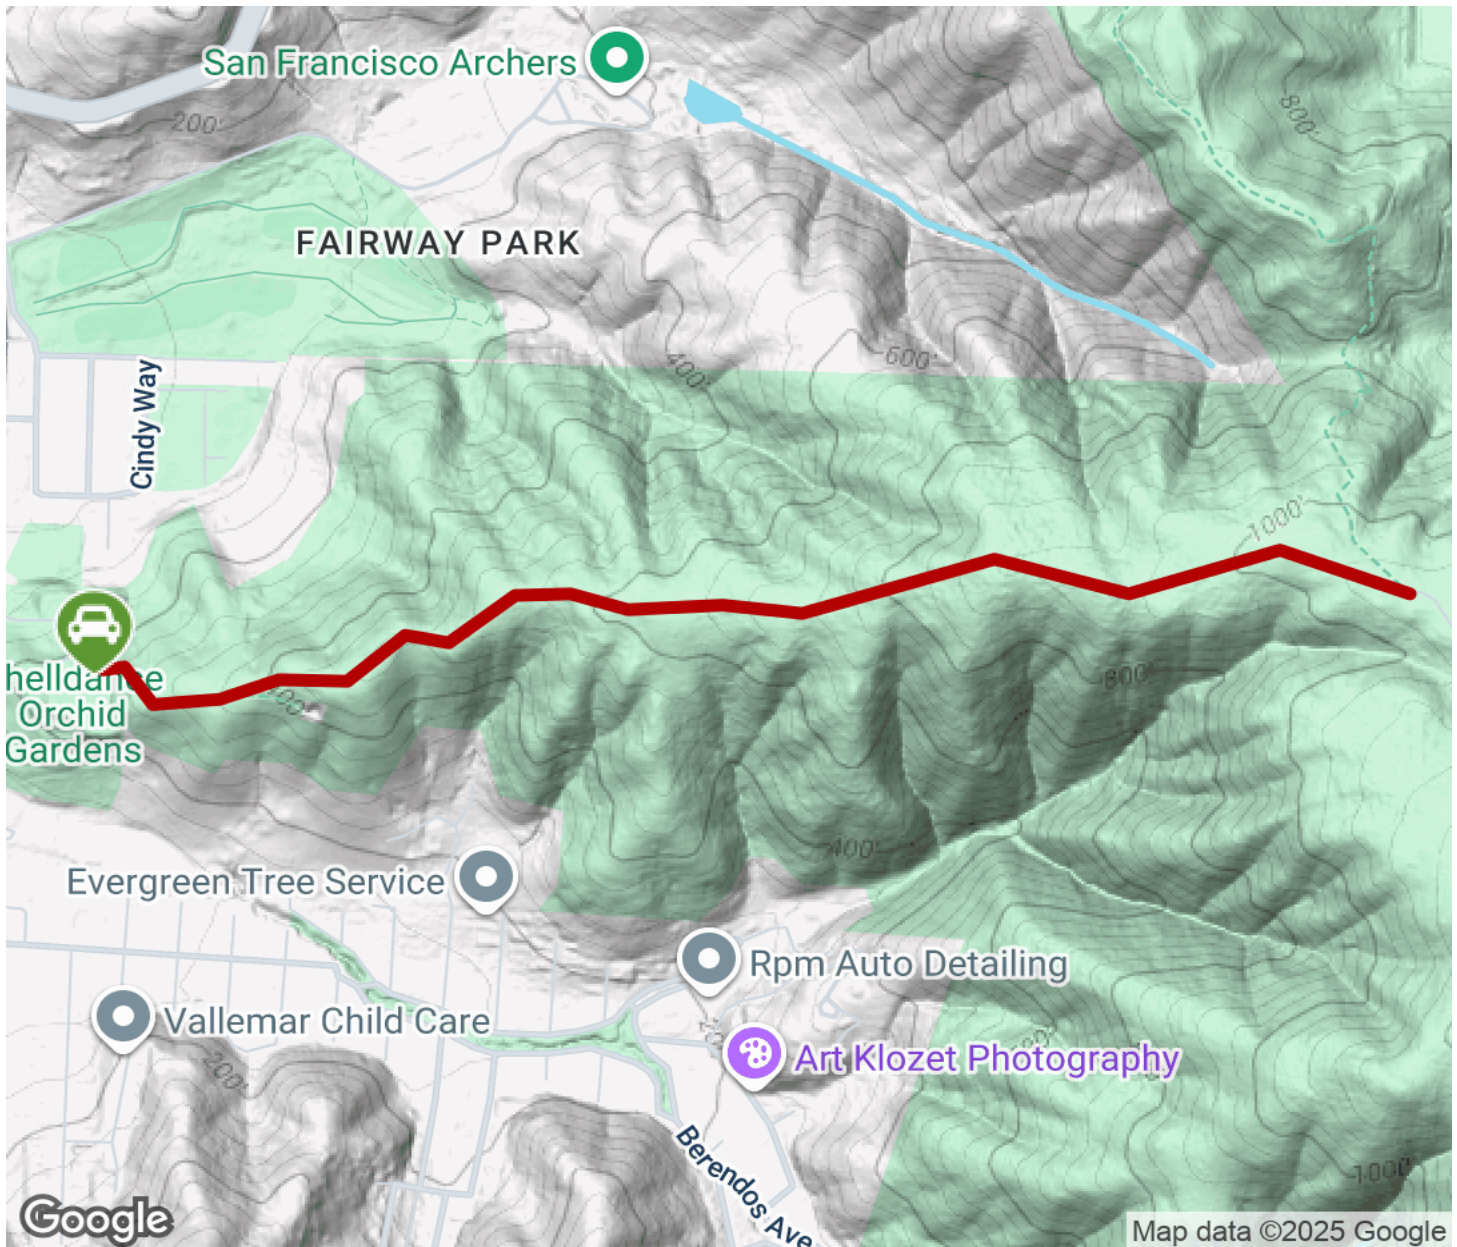 San Francisco Archers
200'
800'
FAIRWAY PARK
400'
600'
Cindy Way
1000'
helldance
Orchid
Gardens
800'
400'
Evergreen Tree Service
Rpm Auto Detailing
Vallemar Child Care
Art Klozet Photography
200'
Berendos Ave
1000'
Google
Map data ©2025 Google